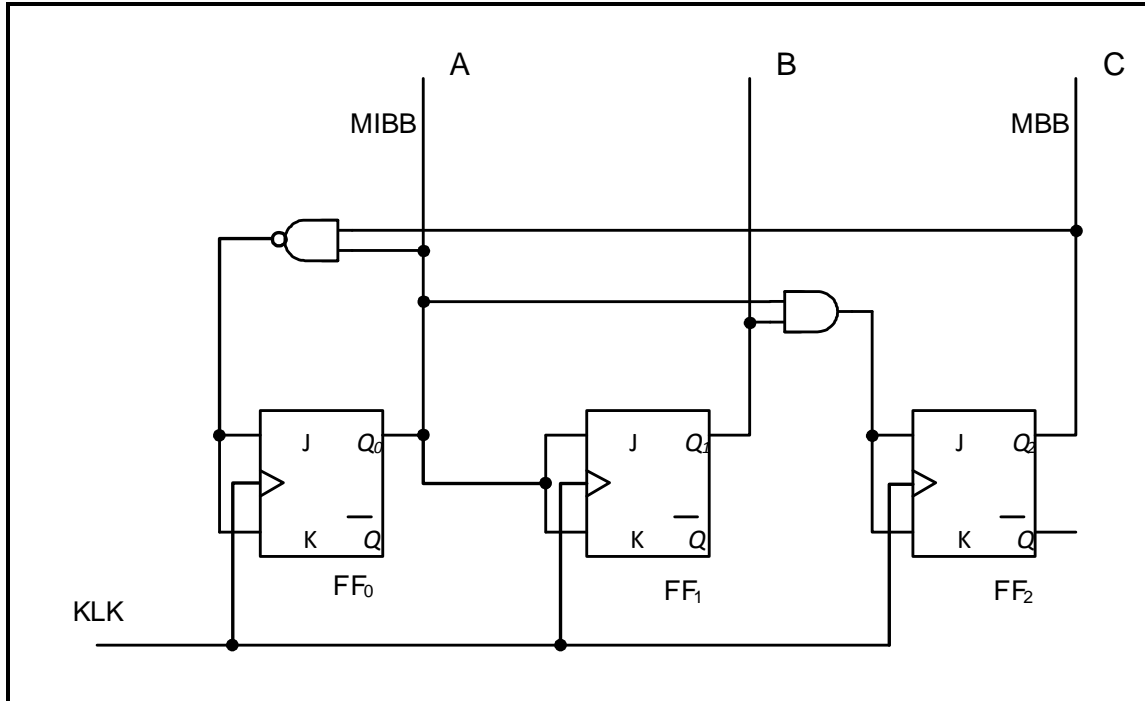 A B C
MIBB MBB
J Q₀ J Q₁ J Q₂
K Q̅ K Q̅ K Q̅
FF₀ FF₁ FF₂
KLK